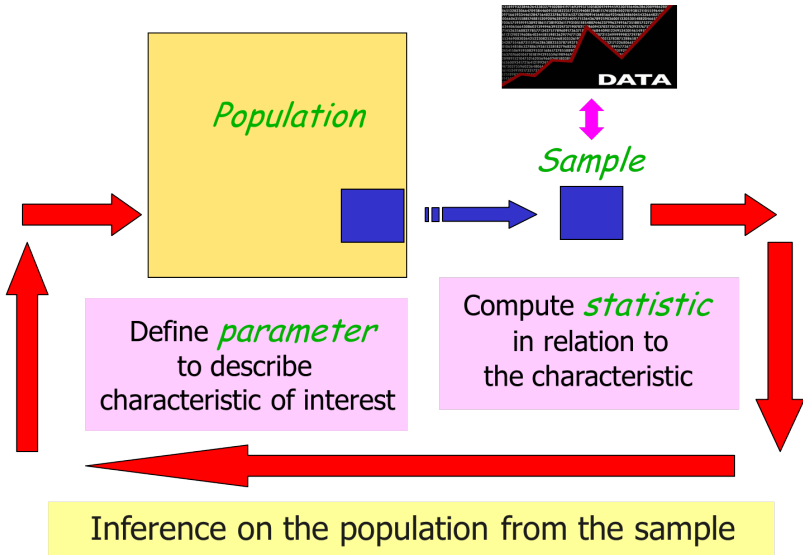 Population
DATA
Sample
Define parameter
to describe
characteristic of interest
Compute statistic
in relation to
the characteristic
Inference on the population from the sample